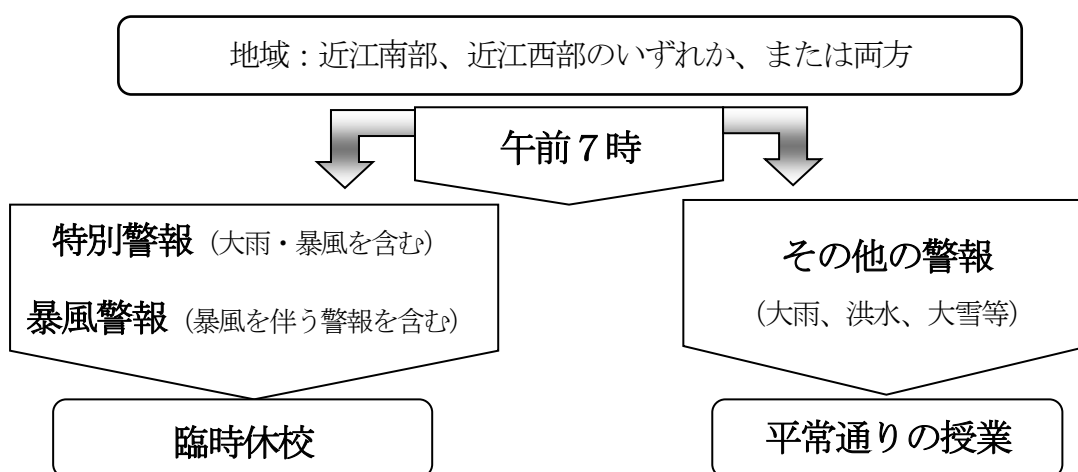 地域：近江南部、近江西部のいずれか、または両方
午前７時
特別警報（大雨・暴風を含む）
暴風警報（暴風を伴う警報を含む）
その他の警報
（大雨、洪水、大雪等）
臨時休校
平常通りの授業